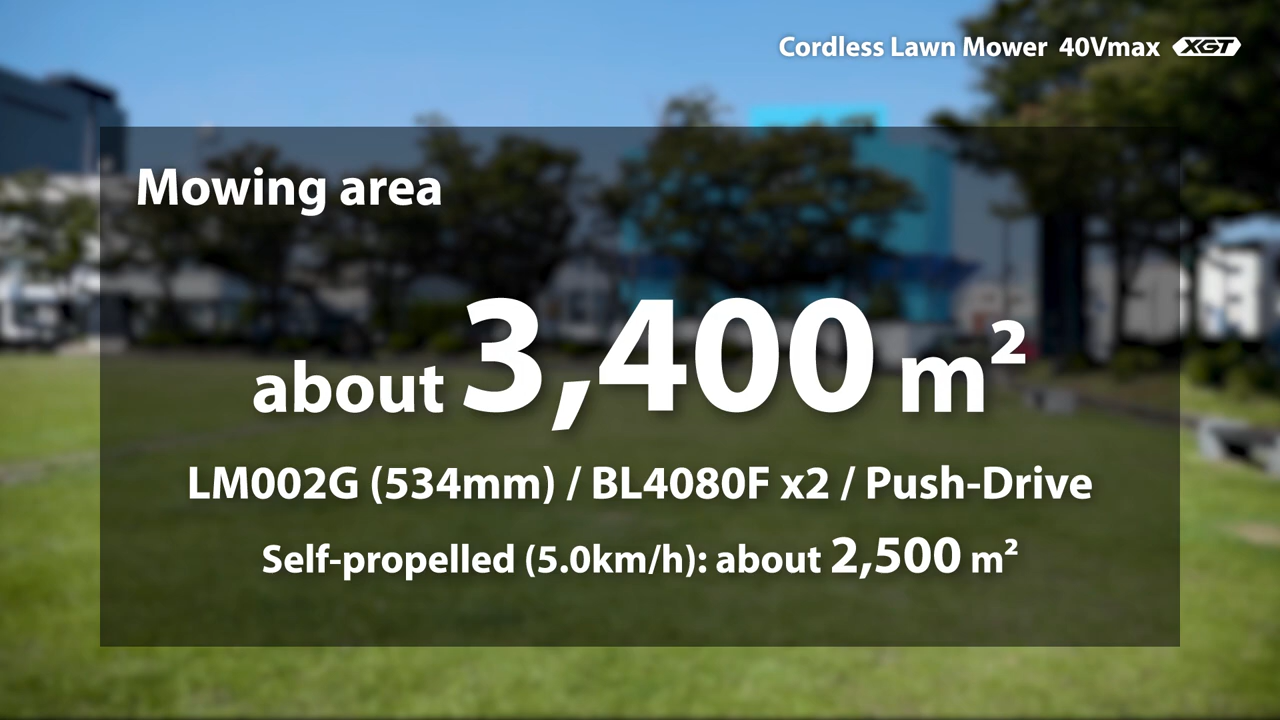 Cordless Lawn Mower 40Vmax XGT
Mowing area
about 3,400 m²
LM002G (534mm) / BL4080F x2 / Push-Drive
Self-propelled (5.0km/h): about 2,500 m²